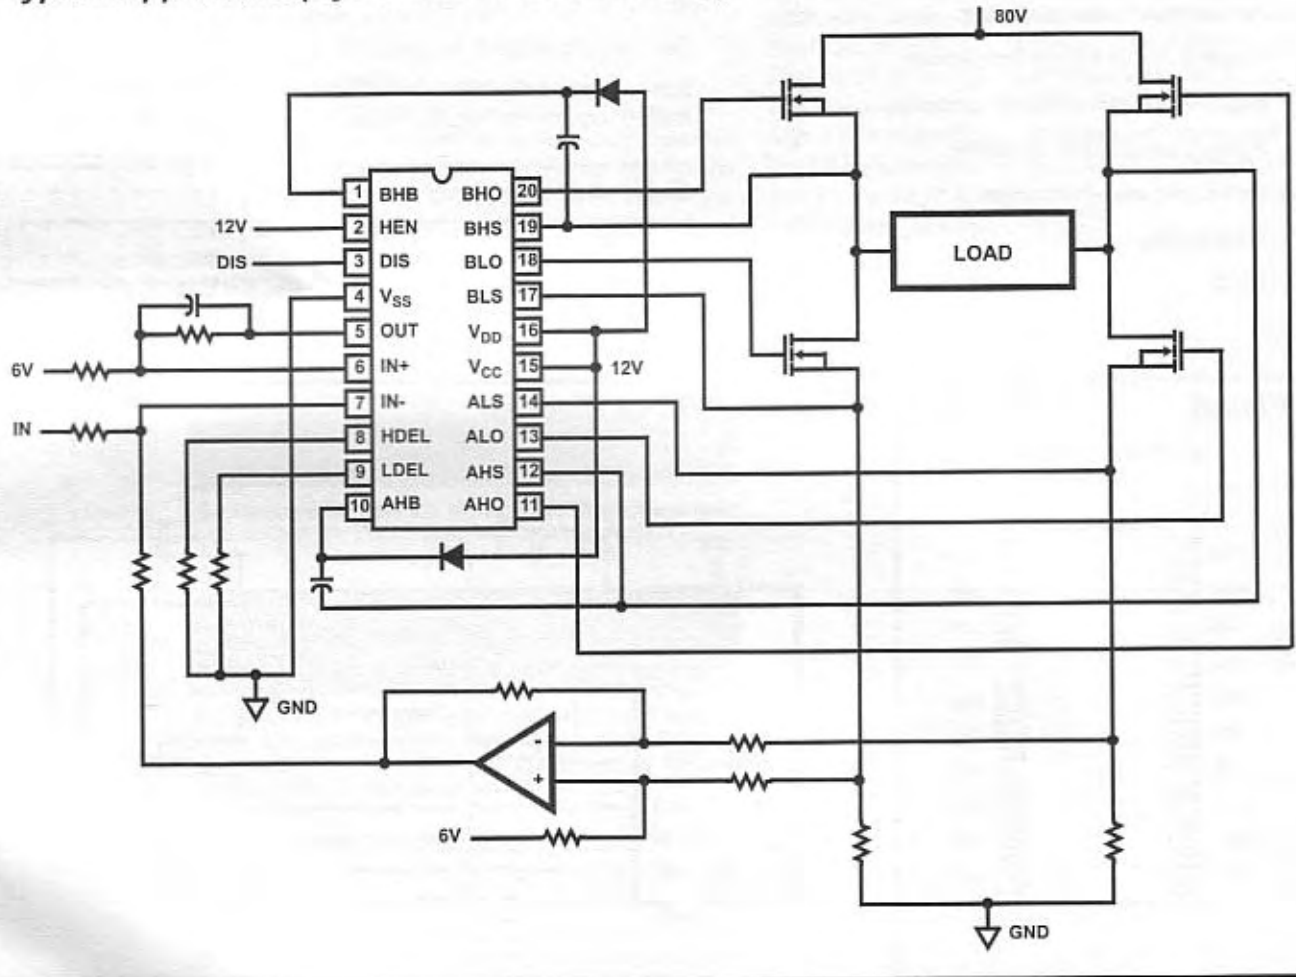 80V
1 BHB BHO 20
12V 2 HEN BHS 19
DIS 3 DIS BLO 18
4 VSS BLS 17
5 OUT VDD 16
6V 6 IN+ VCC 15 12V
IN 7 IN- ALS 14
8 HDEL ALO 13
9 LDEL AHS 12
10 AHB AHO 11
LOAD
GND
-
+
6V
GND